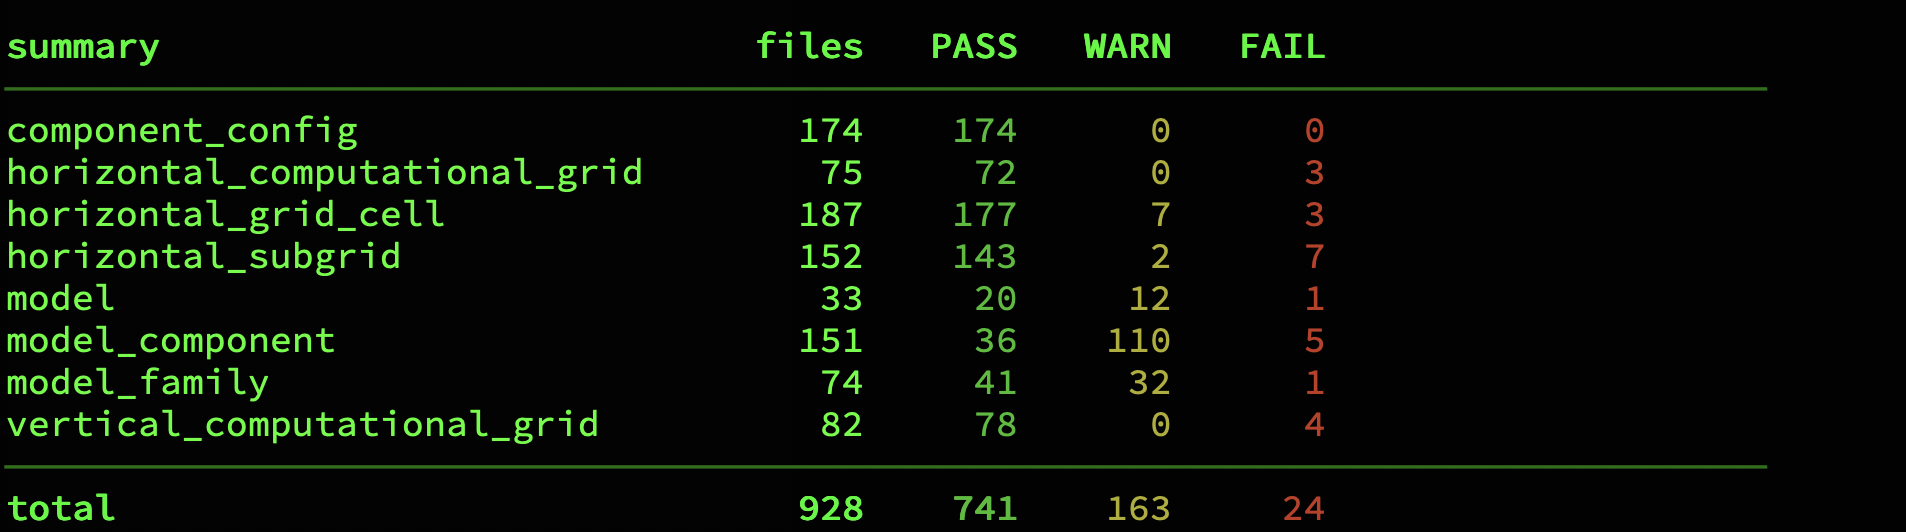 summary files PASS WARN FAIL
component_config 174 174 0 0
horizontal_computational_grid 75 72 0 3
horizontal_grid_cell 187 177 7 3
horizontal_subgrid 152 143 2 7
model 33 20 12 1
model_component 151 36 110 5
model_family 74 41 32 1
vertical_computational_grid 82 78 0 4
total 928 741 163 24